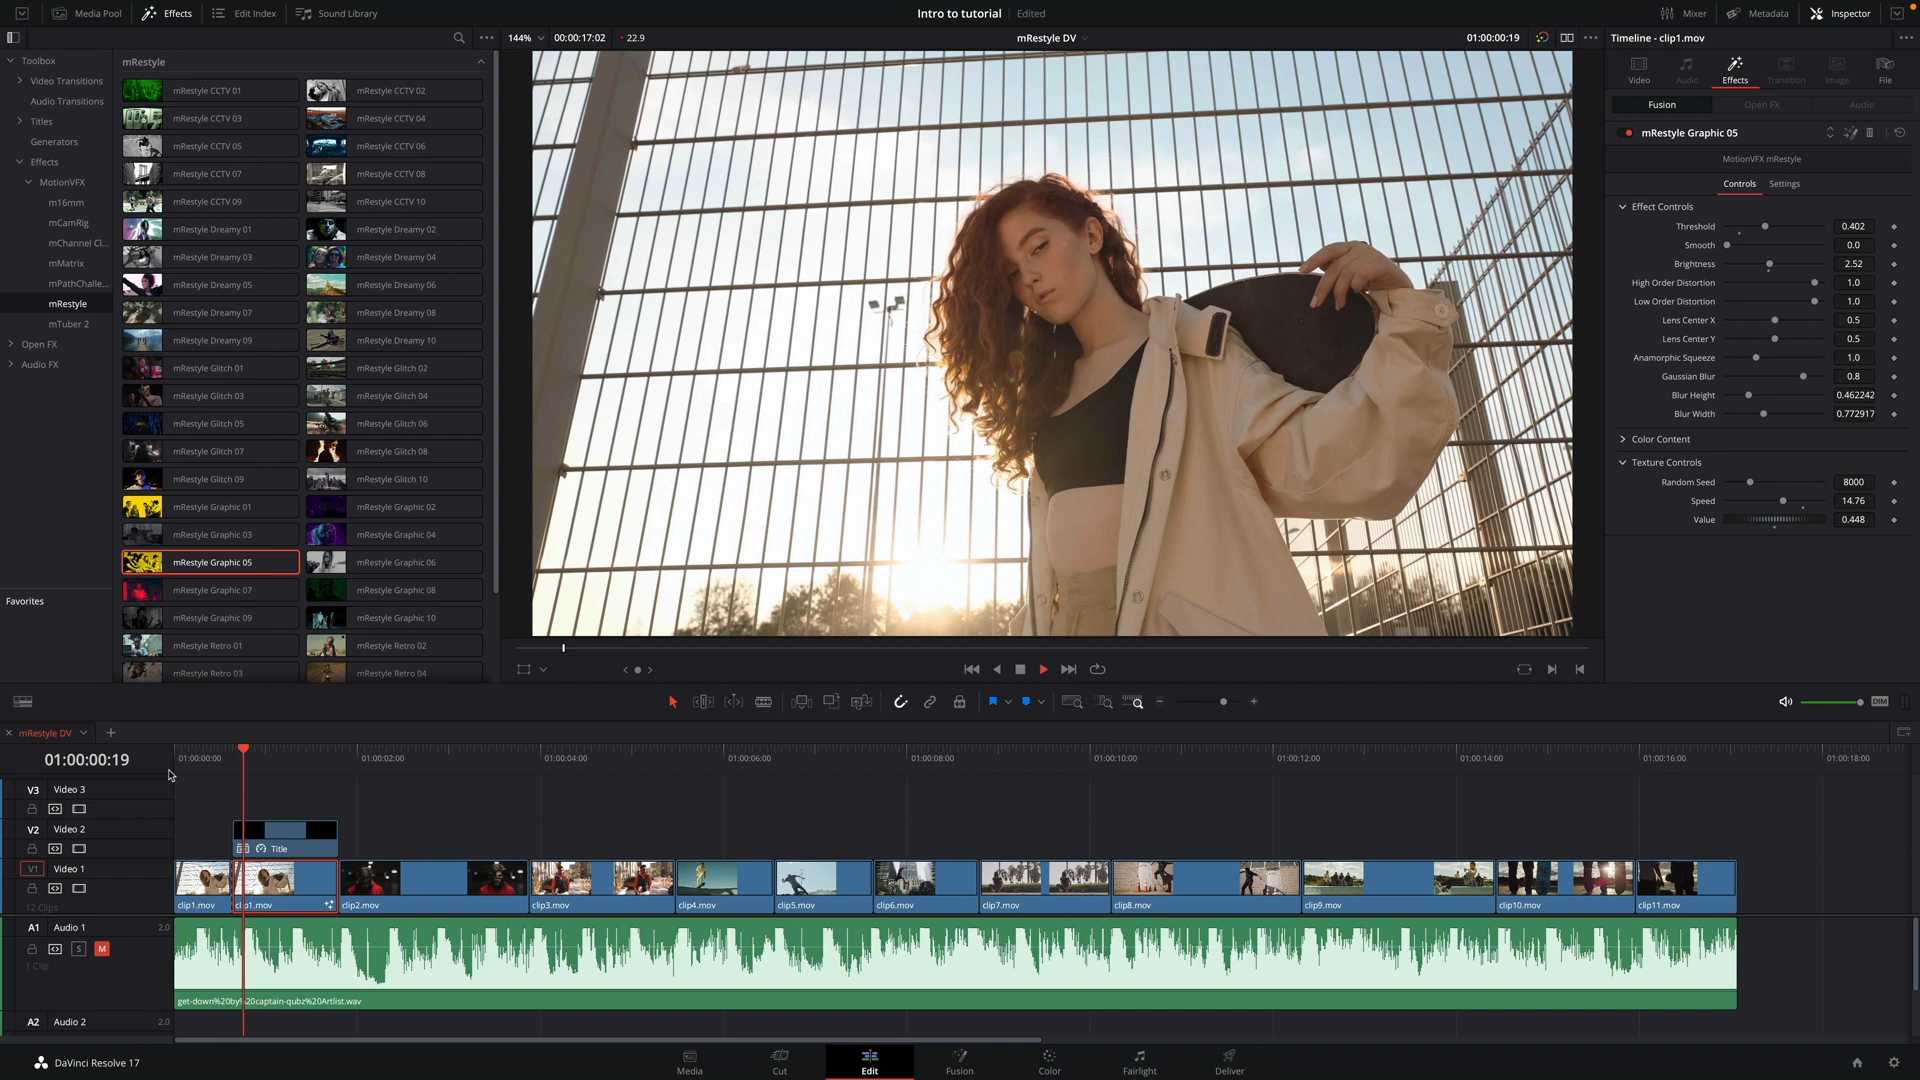 Media Pool
Effects
Edit Index
Sound Library
Intro to tutorial
Edited
Mixer
Metadata
Inspector
144%
00:00:17:02
22.9
mRestyle DV
01:00:00:19
Timeline - clip1.mov
Toolbox
Video Transitions
Audio Transitions
Titles
Generators
Effects
MotionVFX
m16mm
mCamRig
mChannel Cl...
mMatrix
mPathChalle...
mRestyle
mTuber 2
Open FX
Audio FX
Favorites
mRestyle
mRestyle CCTV 01
mRestyle CCTV 02
mRestyle CCTV 03
mRestyle CCTV 04
mRestyle CCTV 05
mRestyle CCTV 06
mRestyle CCTV 07
mRestyle CCTV 08
mRestyle CCTV 09
mRestyle CCTV 10
mRestyle Dreamy 01
mRestyle Dreamy 02
mRestyle Dreamy 03
mRestyle Dreamy 04
mRestyle Dreamy 05
mRestyle Dreamy 06
mRestyle Dreamy 07
mRestyle Dreamy 08
mRestyle Dreamy 09
mRestyle Dreamy 10
mRestyle Glitch 01
mRestyle Glitch 02
mRestyle Glitch 03
mRestyle Glitch 04
mRestyle Glitch 05
mRestyle Glitch 06
mRestyle Glitch 07
mRestyle Glitch 08
mRestyle Glitch 09
mRestyle Glitch 10
mRestyle Graphic 01
mRestyle Graphic 02
mRestyle Graphic 03
mRestyle Graphic 04
mRestyle Graphic 05
mRestyle Graphic 06
mRestyle Graphic 07
mRestyle Graphic 08
mRestyle Graphic 09
mRestyle Graphic 10
mRestyle Retro 01
mRestyle Retro 02
mRestyle Retro 03
mRestyle Retro 04
Video
Audio
Effects
Transition
Image
File
Fusion
Open FX
Audio
mRestyle Graphic 05
MotionVFX mRestyle
Controls
Settings
Effect Controls
Threshold 0.402
Smooth 0.0
Brightness 2.52
High Order Distortion 1.0
Low Order Distortion 1.0
Lens Center X 0.5
Lens Center Y 0.5
Anamorphic Squeeze 1.0
Gaussian Blur 0.8
Blur Height 0.462242
Blur Width 0.772917
Color Content
Texture Controls
Random Seed 8000
Speed 14.76
Value 0.448
DIM
mRestyle DV
01:00:00:19
01:00:00:00
01:00:02:00
01:00:04:00
01:00:06:00
01:00:08:00
01:00:10:00
01:00:12:00
01:00:14:00
01:00:16:00
01:00:18:00
V3 Video 3
V2 Video 2
Title
V1 Video 1
12 Clips
clip1.mov
clip1.mov
clip2.mov
clip3.mov
clip4.mov
clip5.mov
clip6.mov
clip7.mov
clip8.mov
clip9.mov
clip10.mov
clip11.mov
A1 Audio 1 2.0
S
M
1 Clip
get-down%20by%20captain-qubz%20Artlist.wav
A2 Audio 2 2.0
DaVinci Resolve 17
Media
Cut
Edit
Fusion
Color
Fairlight
Deliver